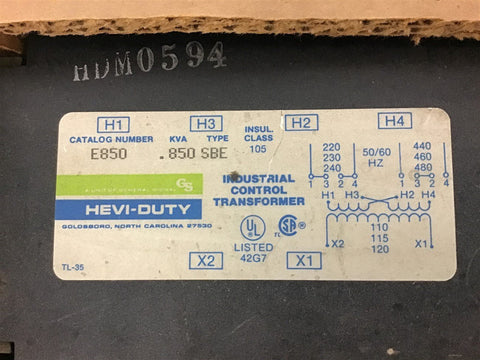 HDM0594
H1 H3 H2 H4
CATALOG NUMBER KVA TYPE INSUL. CLASS
E850 .850 SBE 105
A UNIT OF GENERAL SIGNAL
GS
HEVI-DUTY
GOLDSBORO, NORTH CAROLINA 27530
INDUSTRIAL
CONTROL
TRANSFORMER
UL
LISTED
42G7
SA
TL-35
X2 X1
220 440
230 50/60 460
240 HZ 480
1 3 2 4 1 3 2 4
H1 H3 H2 H4
110
X2 115 X1
120